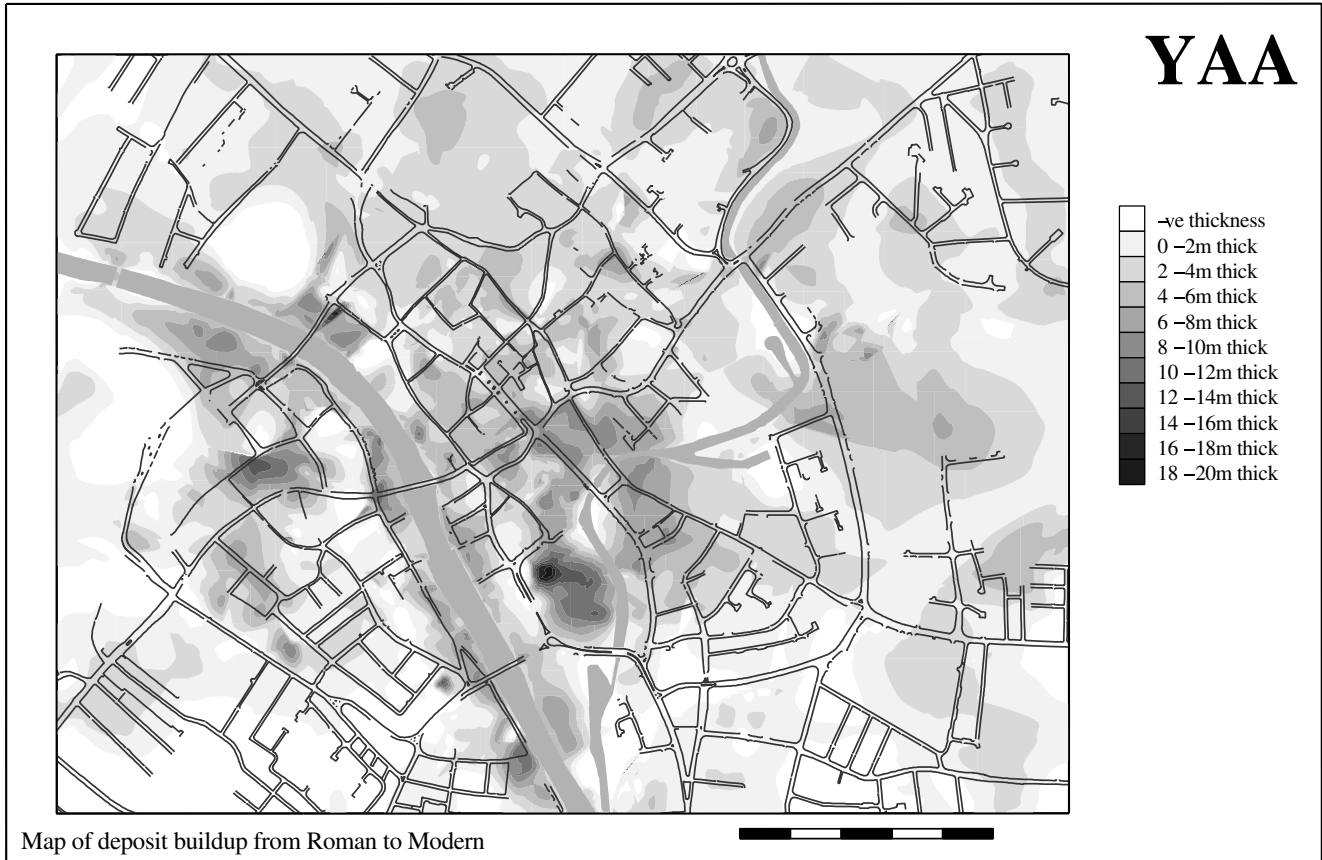 YAA
–ve thickness
0 –2m thick
2 –4m thick
4 –6m thick
6 –8m thick
8 –10m thick
10 –12m thick
12 –14m thick
14 –16m thick
16 –18m thick
18 –20m thick
Map of deposit buildup from Roman to Modern